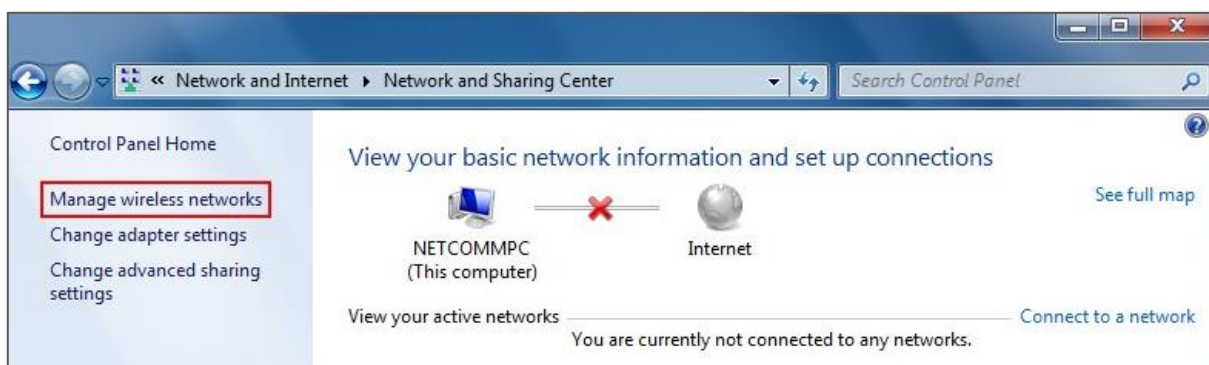 « Network and Internet ▸ Network and Sharing Center
Search Control Panel
Control Panel Home
Manage wireless networks
Change adapter settings
Change advanced sharing
settings
View your basic network information and set up connections
See full map
NETCOMMPC
(This computer)
Internet
View your active networks
Connect to a network
You are currently not connected to any networks.